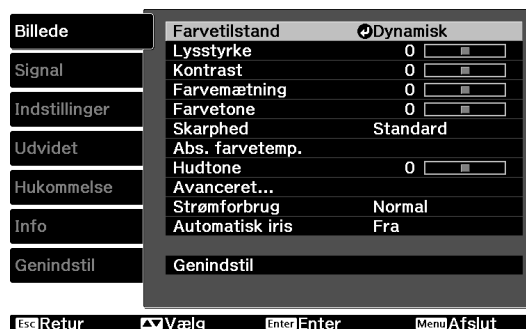 Billede
Signal
Indstillinger
Udvidet
Hukommelse
Info
Genindstil
Farvetilstand Dynamisk
Lysstyrke 0
Kontrast 0
Farvemætning 0
Farvetone 0
Skarphed Standard
Abs. farvetemp.
Hudtone 0
Avanceret...
Strømforbrug Normal
Automatisk iris Fra
Genindstil
Esc Retur Vælg Enter Enter Menu Afslut